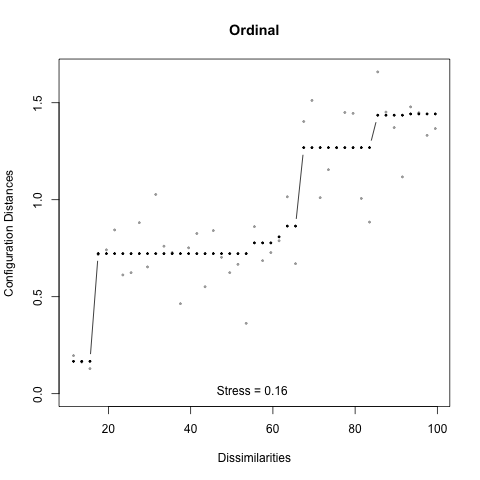 Ordinal
Configuration Distances
1.5
1.0
0.5
0.0
Stress = 0.16
20 40 60 80 100
Dissimilarities